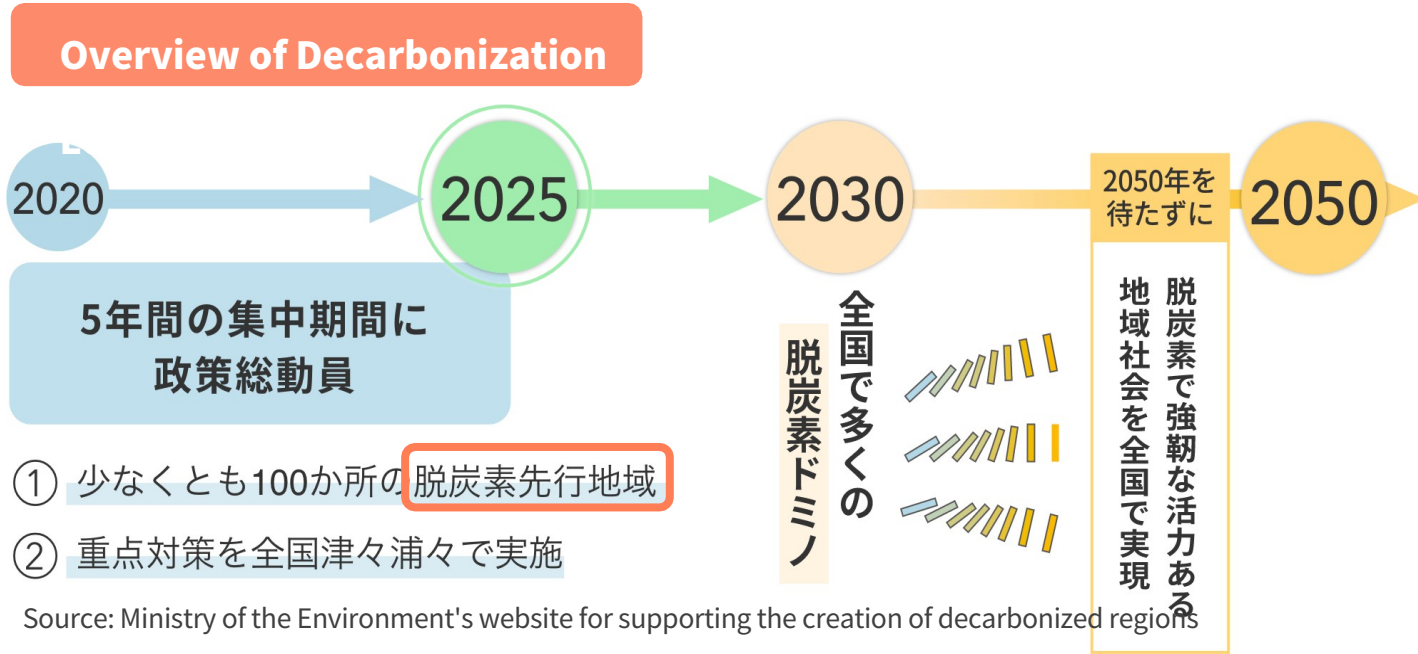 Overview of Decarbonization
2020
2025
2030
2050年を
待たずに
2050
5年間の集中期間に
政策総動員
① 少なくとも100か所の脱炭素先行地域
② 重点対策を全国津々浦々で実施
全国で多くの
脱炭素ドミノ
脱炭素で強靭な活力ある
地域社会を全国で実現
Source: Ministry of the Environment's website for supporting the creation of decarbonized regions